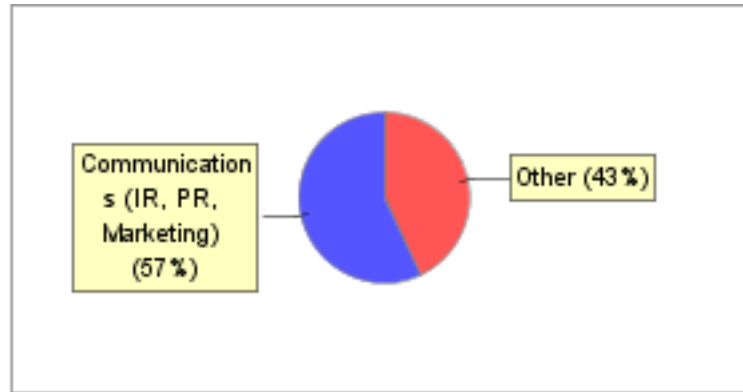 Communication
s (IR, PR,
Marketing)
(57%)
Other (43%)